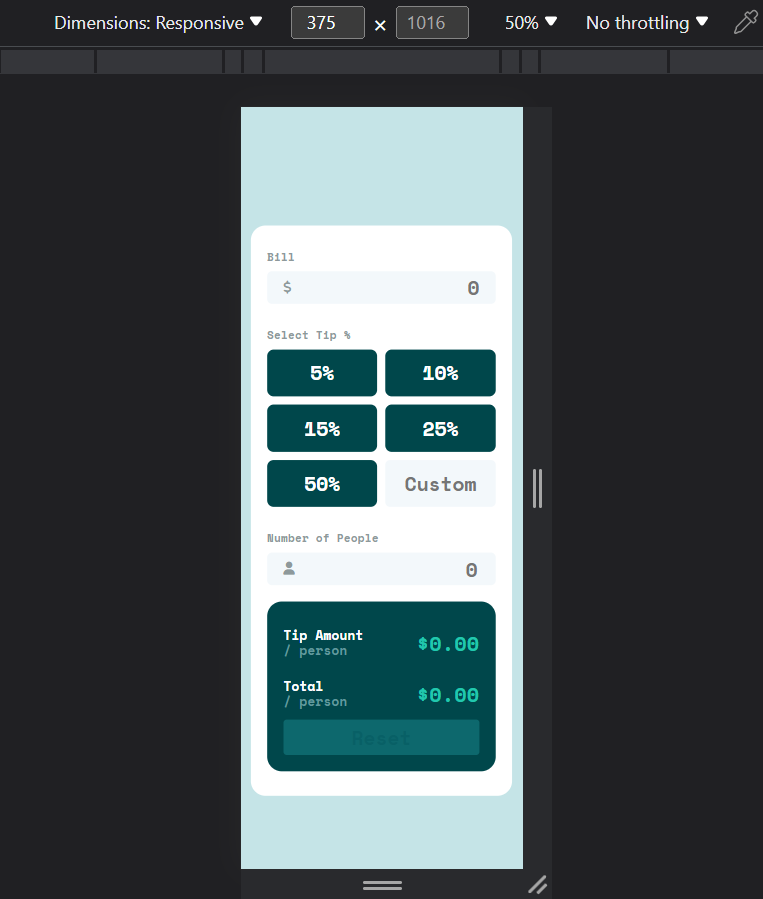 Dimensions: Responsive 375 × 1016 50% No throttling
Bill
$ 0
Select Tip %
5% 10%
15% 25%
50% Custom
Number of People
0
Tip Amount
/ person $0.00
Total
/ person $0.00
Reset